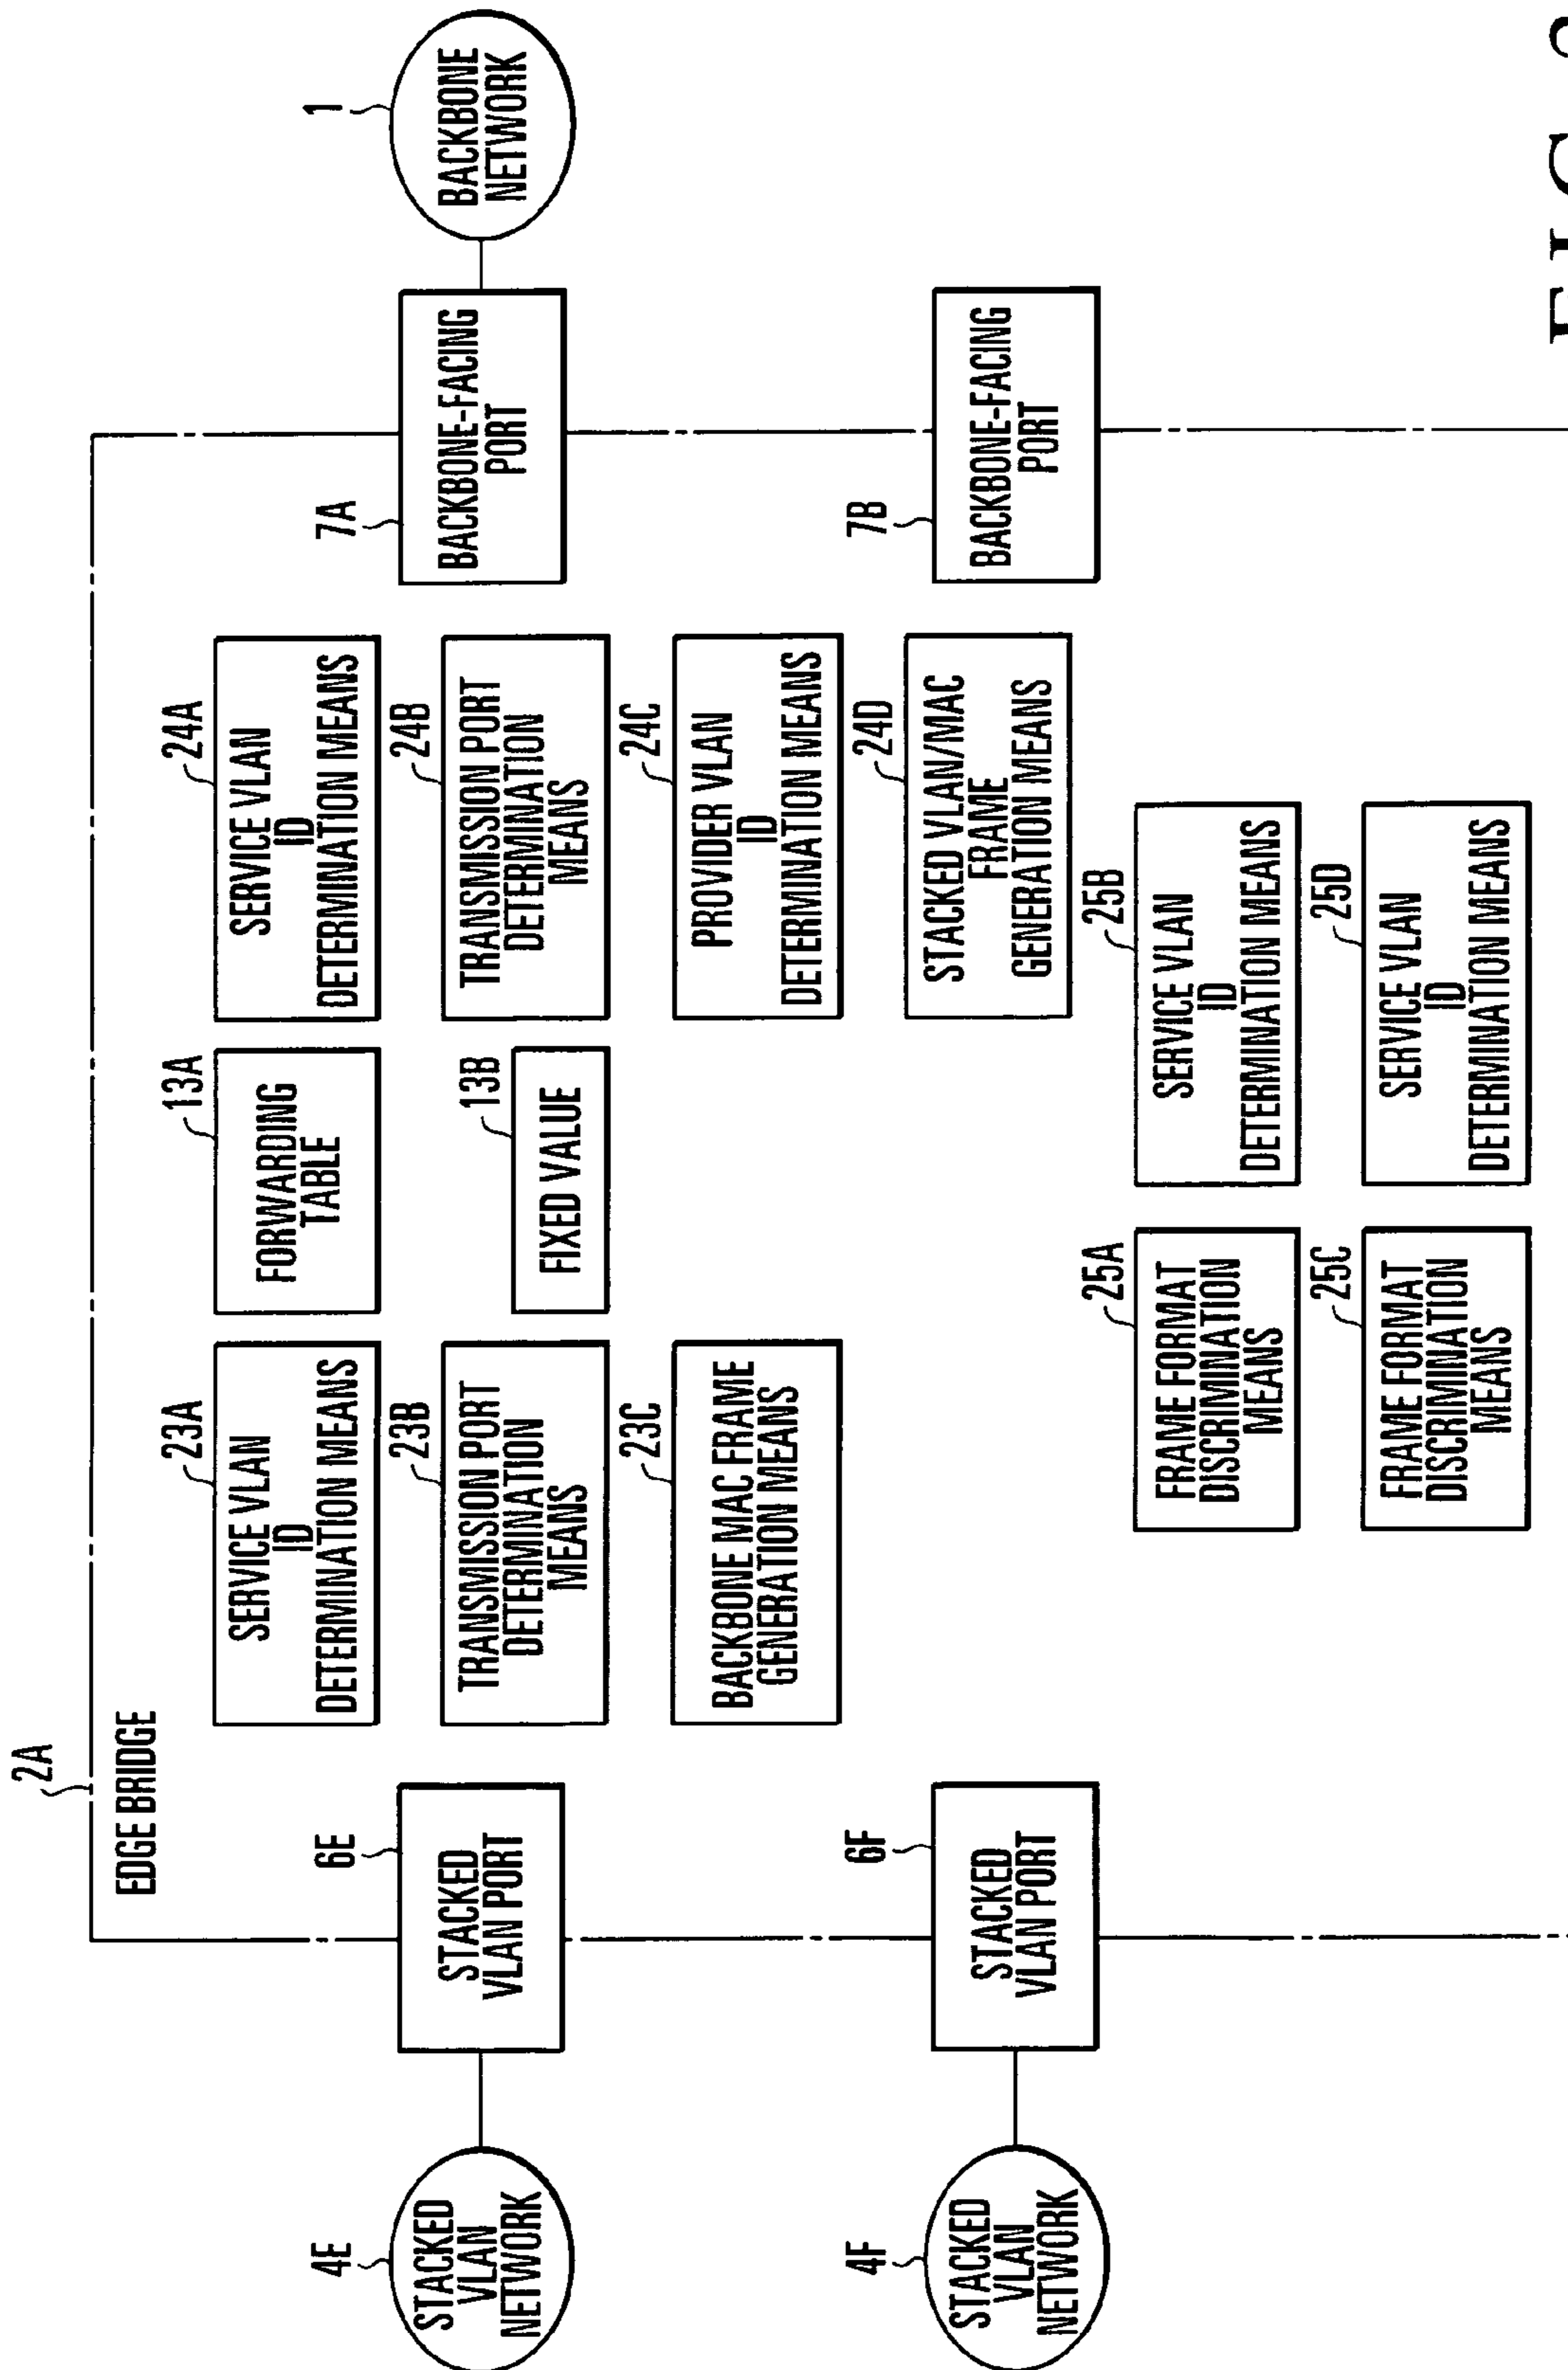 2A
EDGE BRIDGE
4E
STACKED
VLAN
NETWORK
6E
STACKED
VLAN PORT
23A
SERVICE VLAN
ID
DETERMINATION MEANS
13A
FORWARDING
TABLE
24A
SERVICE VLAN
ID
DETERMINATION MEANS
7A
BACKBONE-FACING
PORT
1
BACKBONE
NETWORK
23B
TRANSMISSION PORT
DETERMINATION
MEANS
13B
FIXED VALUE
24B
TRANSMISSION PORT
DETERMINATION
MEANS
23C
BACKBONE MAC FRAME
GENERATION MEANS
24C
PROVIDER VLAN
ID
DETERMINATION MEANS
4F
STACKED
VLAN
NETWORK
6F
STACKED
VLAN PORT
24D
STACKED VLAN/MAC
FRAME
GENERATION MEANS
7B
BACKBONE-FACING
PORT
25A
FRAME FORMAT
DISCRIMINATION
MEANS
25B
SERVICE VLAN
ID
DETERMINATION MEANS
25C
FRAME FORMAT
DISCRIMINATION
MEANS
25D
SERVICE VLAN
ID
DETERMINATION MEANS